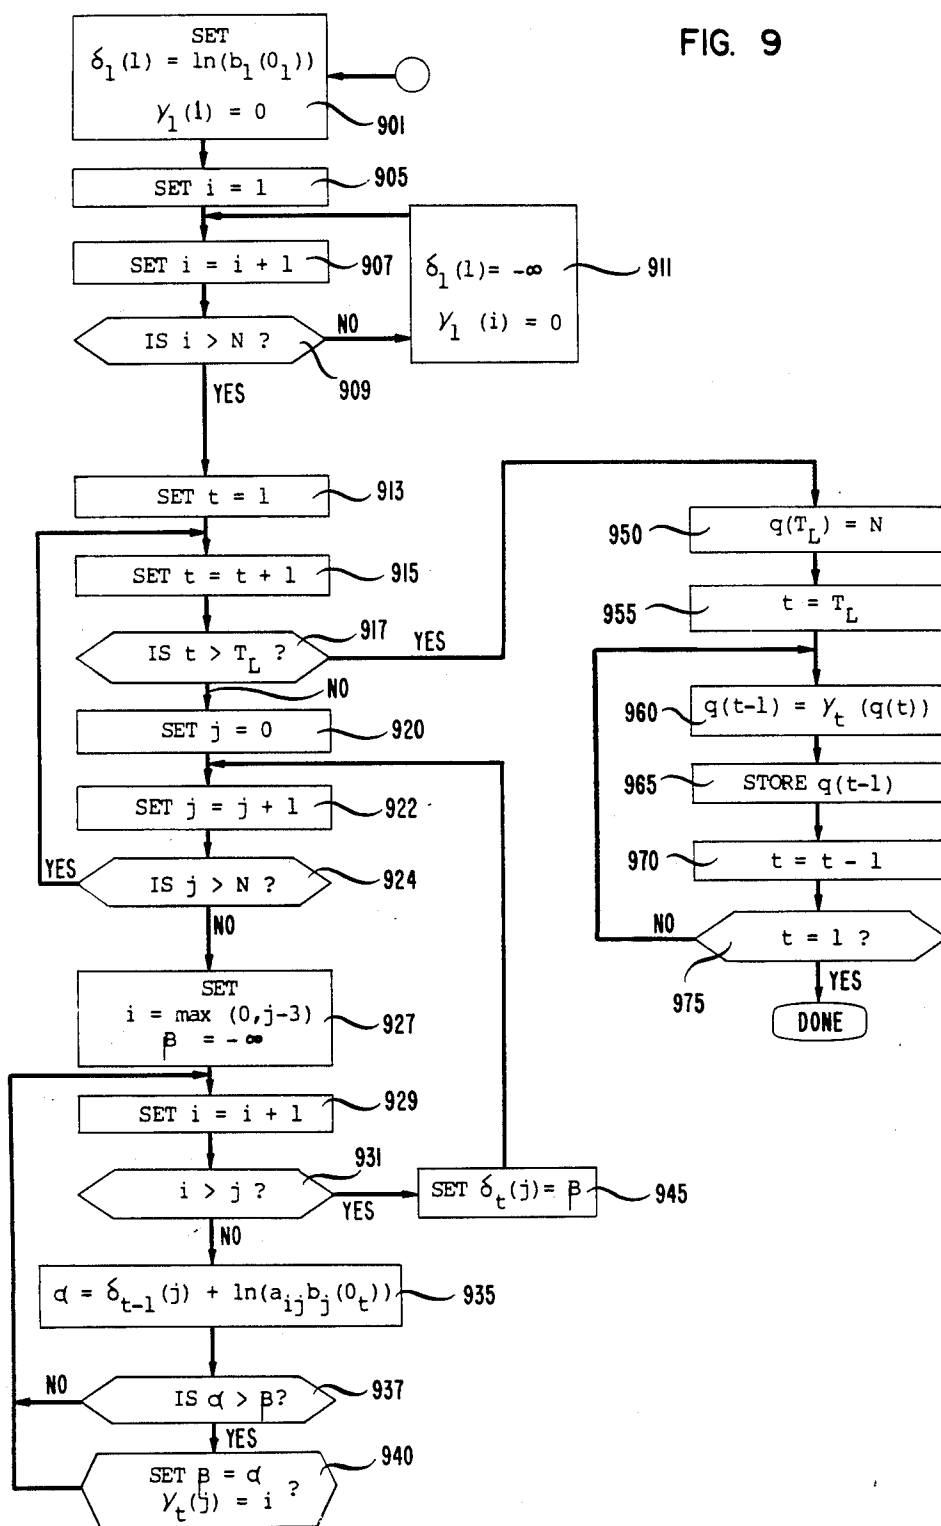 FIG. 9
SET
δ₁(1) = ln(b₁(O₁))
γ₁(1) = 0
901
SET i = 1
905
SET i = i + 1
907
IS i > N ?
909
NO
YES
δ₁(1) = -∞
γ₁ (i) = 0
911
SET t = 1
913
SET t = t + 1
915
IS t > T_L ?
917
YES
NO
SET j = 0
920
SET j = j + 1
922
IS j > N ?
924
YES
NO
SET
i = max (0,j-3)
β = -∞
927
SET i = i + 1
929
i > j ?
931
YES
NO
SET δₜ(j)= β
945
α = δₜ₋₁(j) + ln(aᵢⱼbⱼ(Oₜ))
935
IS α > β?
937
NO
YES
SET β = α
γₜ(j) = i ?
940
q(T_L) = N
950
t = T_L
955
q(t-1) = γₜ (q(t))
960
STORE q(t-1)
965
t = t - 1
970
t = 1 ?
975
NO
YES
DONE